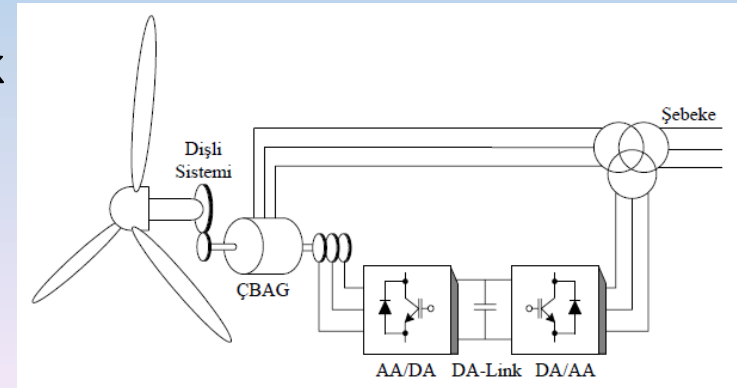 Şebeke
Dişli
Sistemi
ÇBAG
AA/DA DA-Link DA/AA